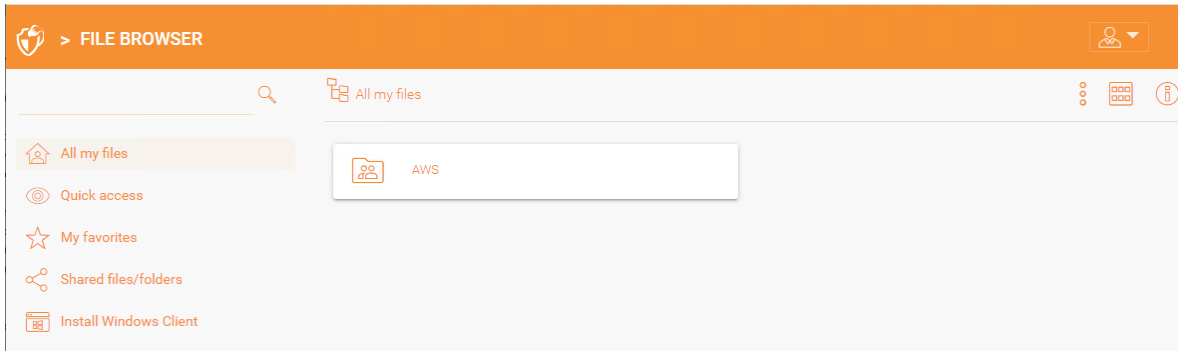 > FILE BROWSER
All my files
All my files
AWS
Quick access
My favorites
Shared files/folders
Install Windows Client